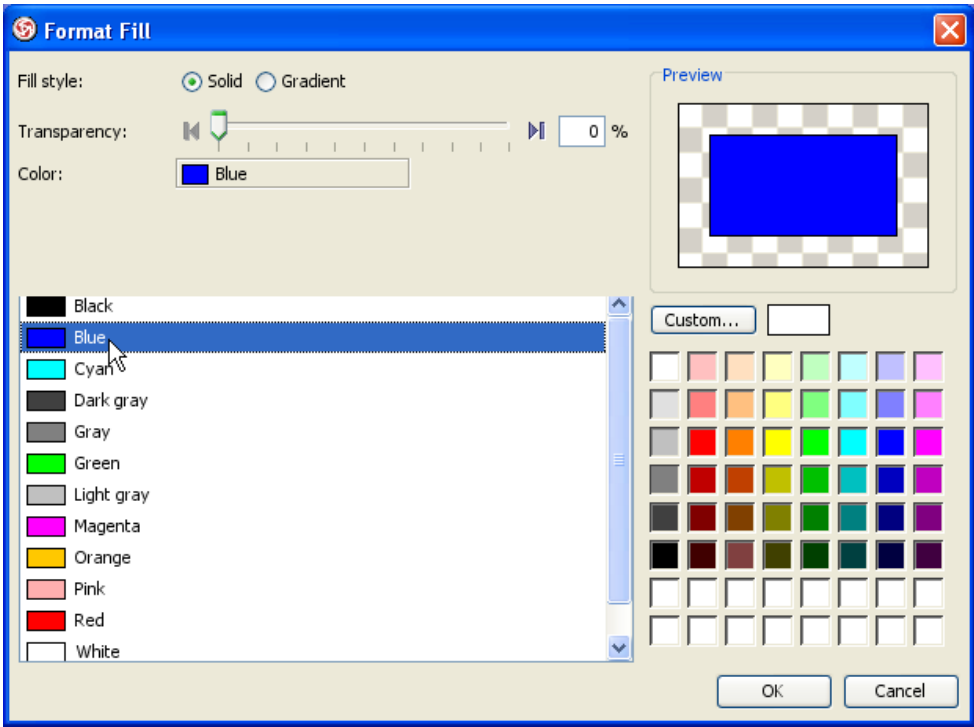 Format Fill
Fill style:
Solid
Gradient
Preview
Transparency:
0 %
Color:
Blue
Black
Blue
Cyan
Dark gray
Gray
Green
Light gray
Magenta
Orange
Pink
Red
White
Custom...
OK
Cancel